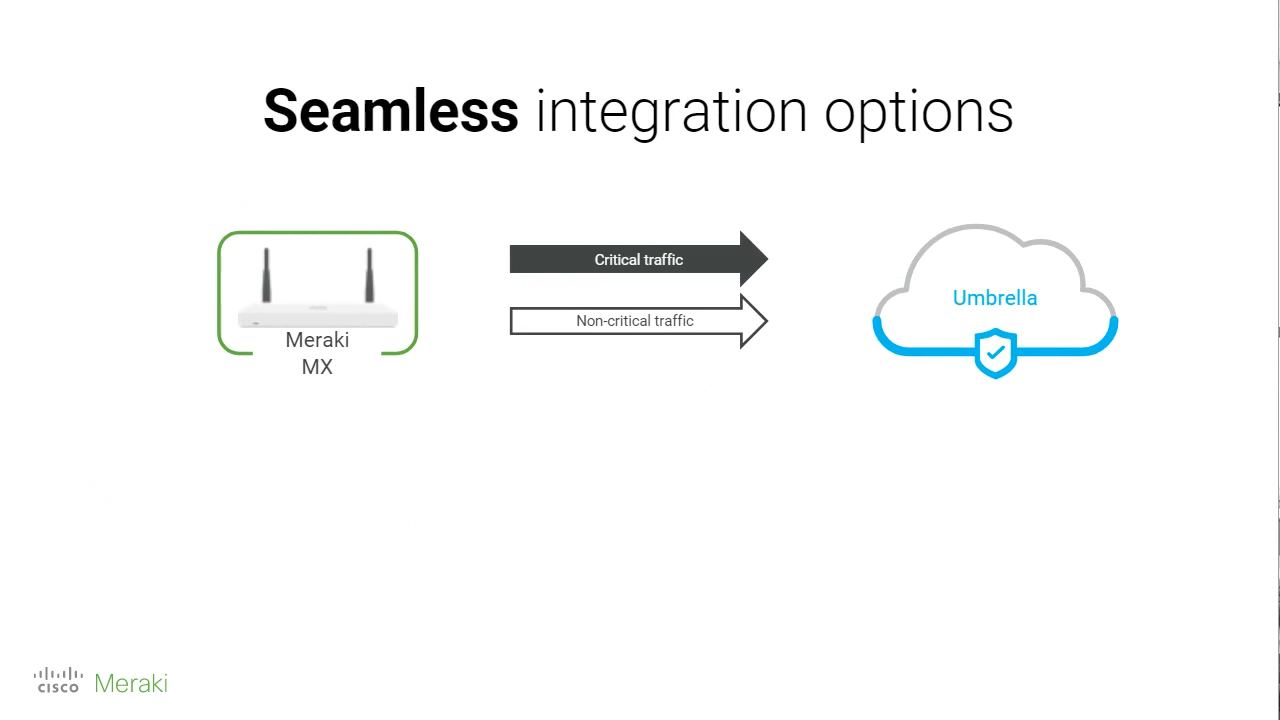 Seamless integration options
Critical traffic
Non-critical traffic
Meraki
MX
Umbrella
CISCO Meraki